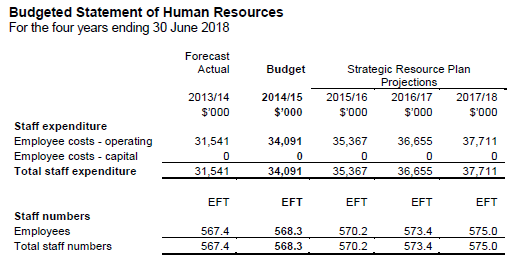 Budgeted Statement of Human Resources
For the four years ending 30 June 2018
Forecast
Actual Budget Strategic Resource Plan
Projections
2013/14 2014/15 2015/16 2016/17 2017/18
$'000 $'000 $'000 $'000 $'000
Staff expenditure
Employee costs - operating 31,541 34,091 35,367 36,655 37,711
Employee costs - capital 0 0 0 0 0
Total staff expenditure 31,541 34,091 35,367 36,655 37,711
EFT EFT EFT EFT EFT
Staff numbers
Employees 567.4 568.3 570.2 573.4 575.0
Total staff numbers 567.4 568.3 570.2 573.4 575.0